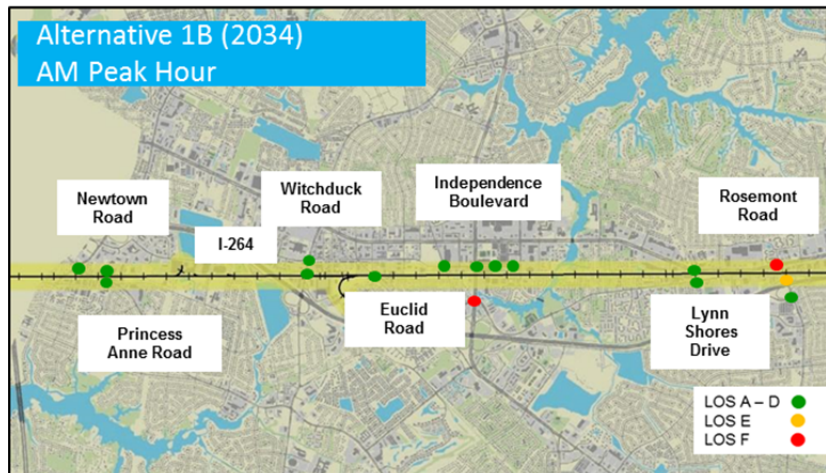 Alternative 1B (2034)
AM Peak Hour
Newtown
Road
Witchduck
Road
Independence
Boulevard
Rosemont
Road
I-264
Princess
Anne Road
Euclid
Road
Lynn
Shores
Drive
LOS A – D
LOS E
LOS F